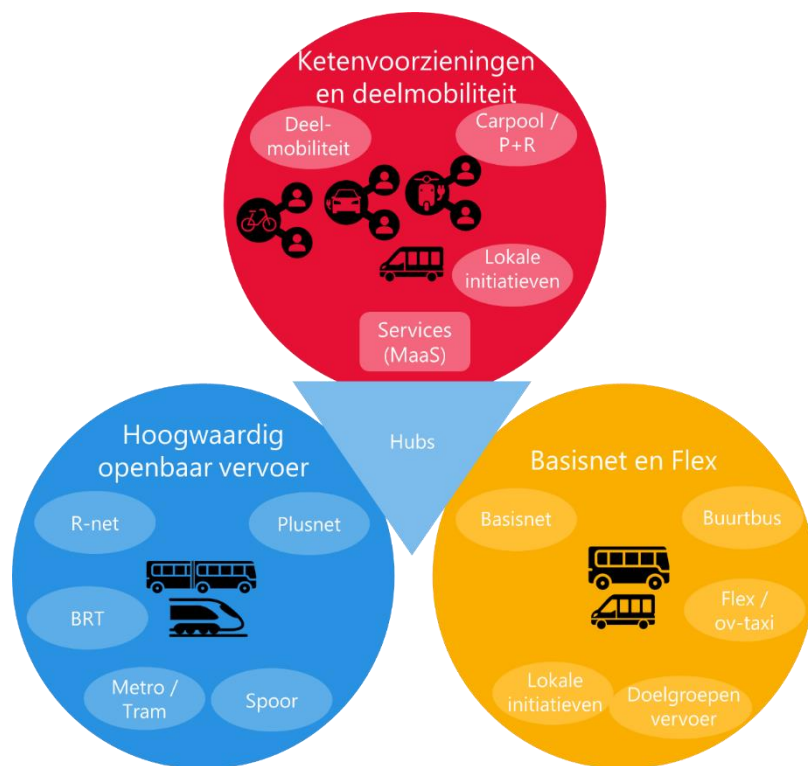 Ketenvoorzieningen
en deelmobiliteit
Deel-
mobiliteit
Carpool /
P+R
Lokale
initiatieven
Services
(MaaS)
Hubs
Hoogwaardig
openbaar vervoer
R-net
Plusnet
BRT
Metro /
Tram
Spoor
Basisnet en Flex
Basisnet
Buurtbus
Flex /
ov-taxi
Lokale
initiatieven
Doelgroepen
vervoer